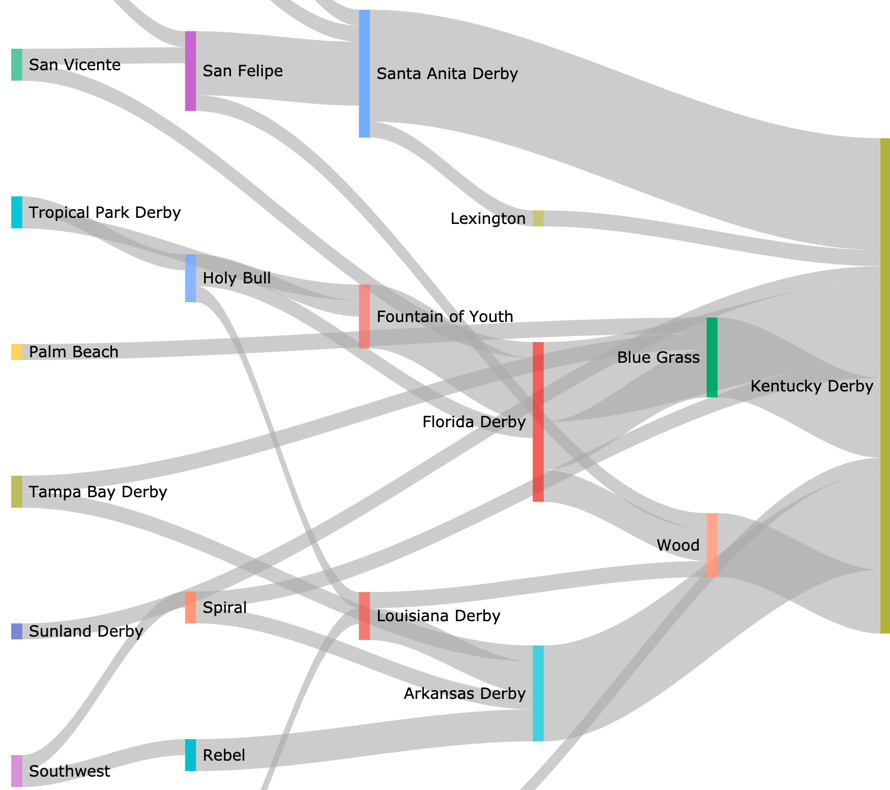 San Vicente
San Felipe
Santa Anita Derby
Tropical Park Derby
Lexington
Holy Bull
Fountain of Youth
Palm Beach
Blue Grass
Kentucky Derby
Florida Derby
Tampa Bay Derby
Wood
Spiral
Louisiana Derby
Sunland Derby
Arkansas Derby
Rebel
Southwest